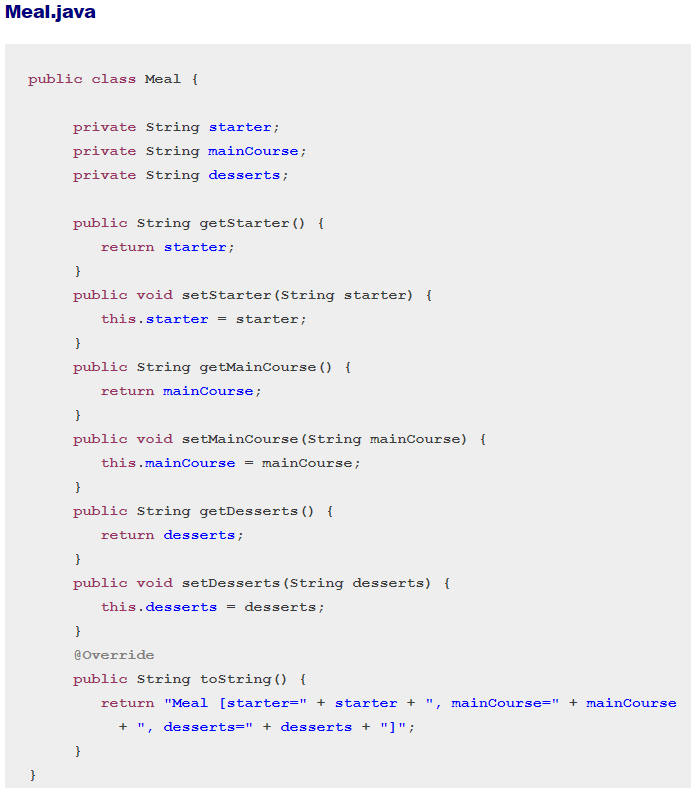 Meal.java
public class Meal {
private String starter;
private String mainCourse;
private String desserts;
public String getStarter() {
return starter;
}
public void setStarter(String starter) {
this.starter = starter;
}
public String getMainCourse() {
return mainCourse;
}
public void setMainCourse(String mainCourse) {
this.mainCourse = mainCourse;
}
public String getDesserts() {
return desserts;
}
public void setDesserts(String desserts) {
this.desserts = desserts;
}
@Override
public String toString() {
return "Meal [starter=" + starter + ", mainCourse=" + mainCourse
+ ", desserts=" + desserts + "]";
}
}